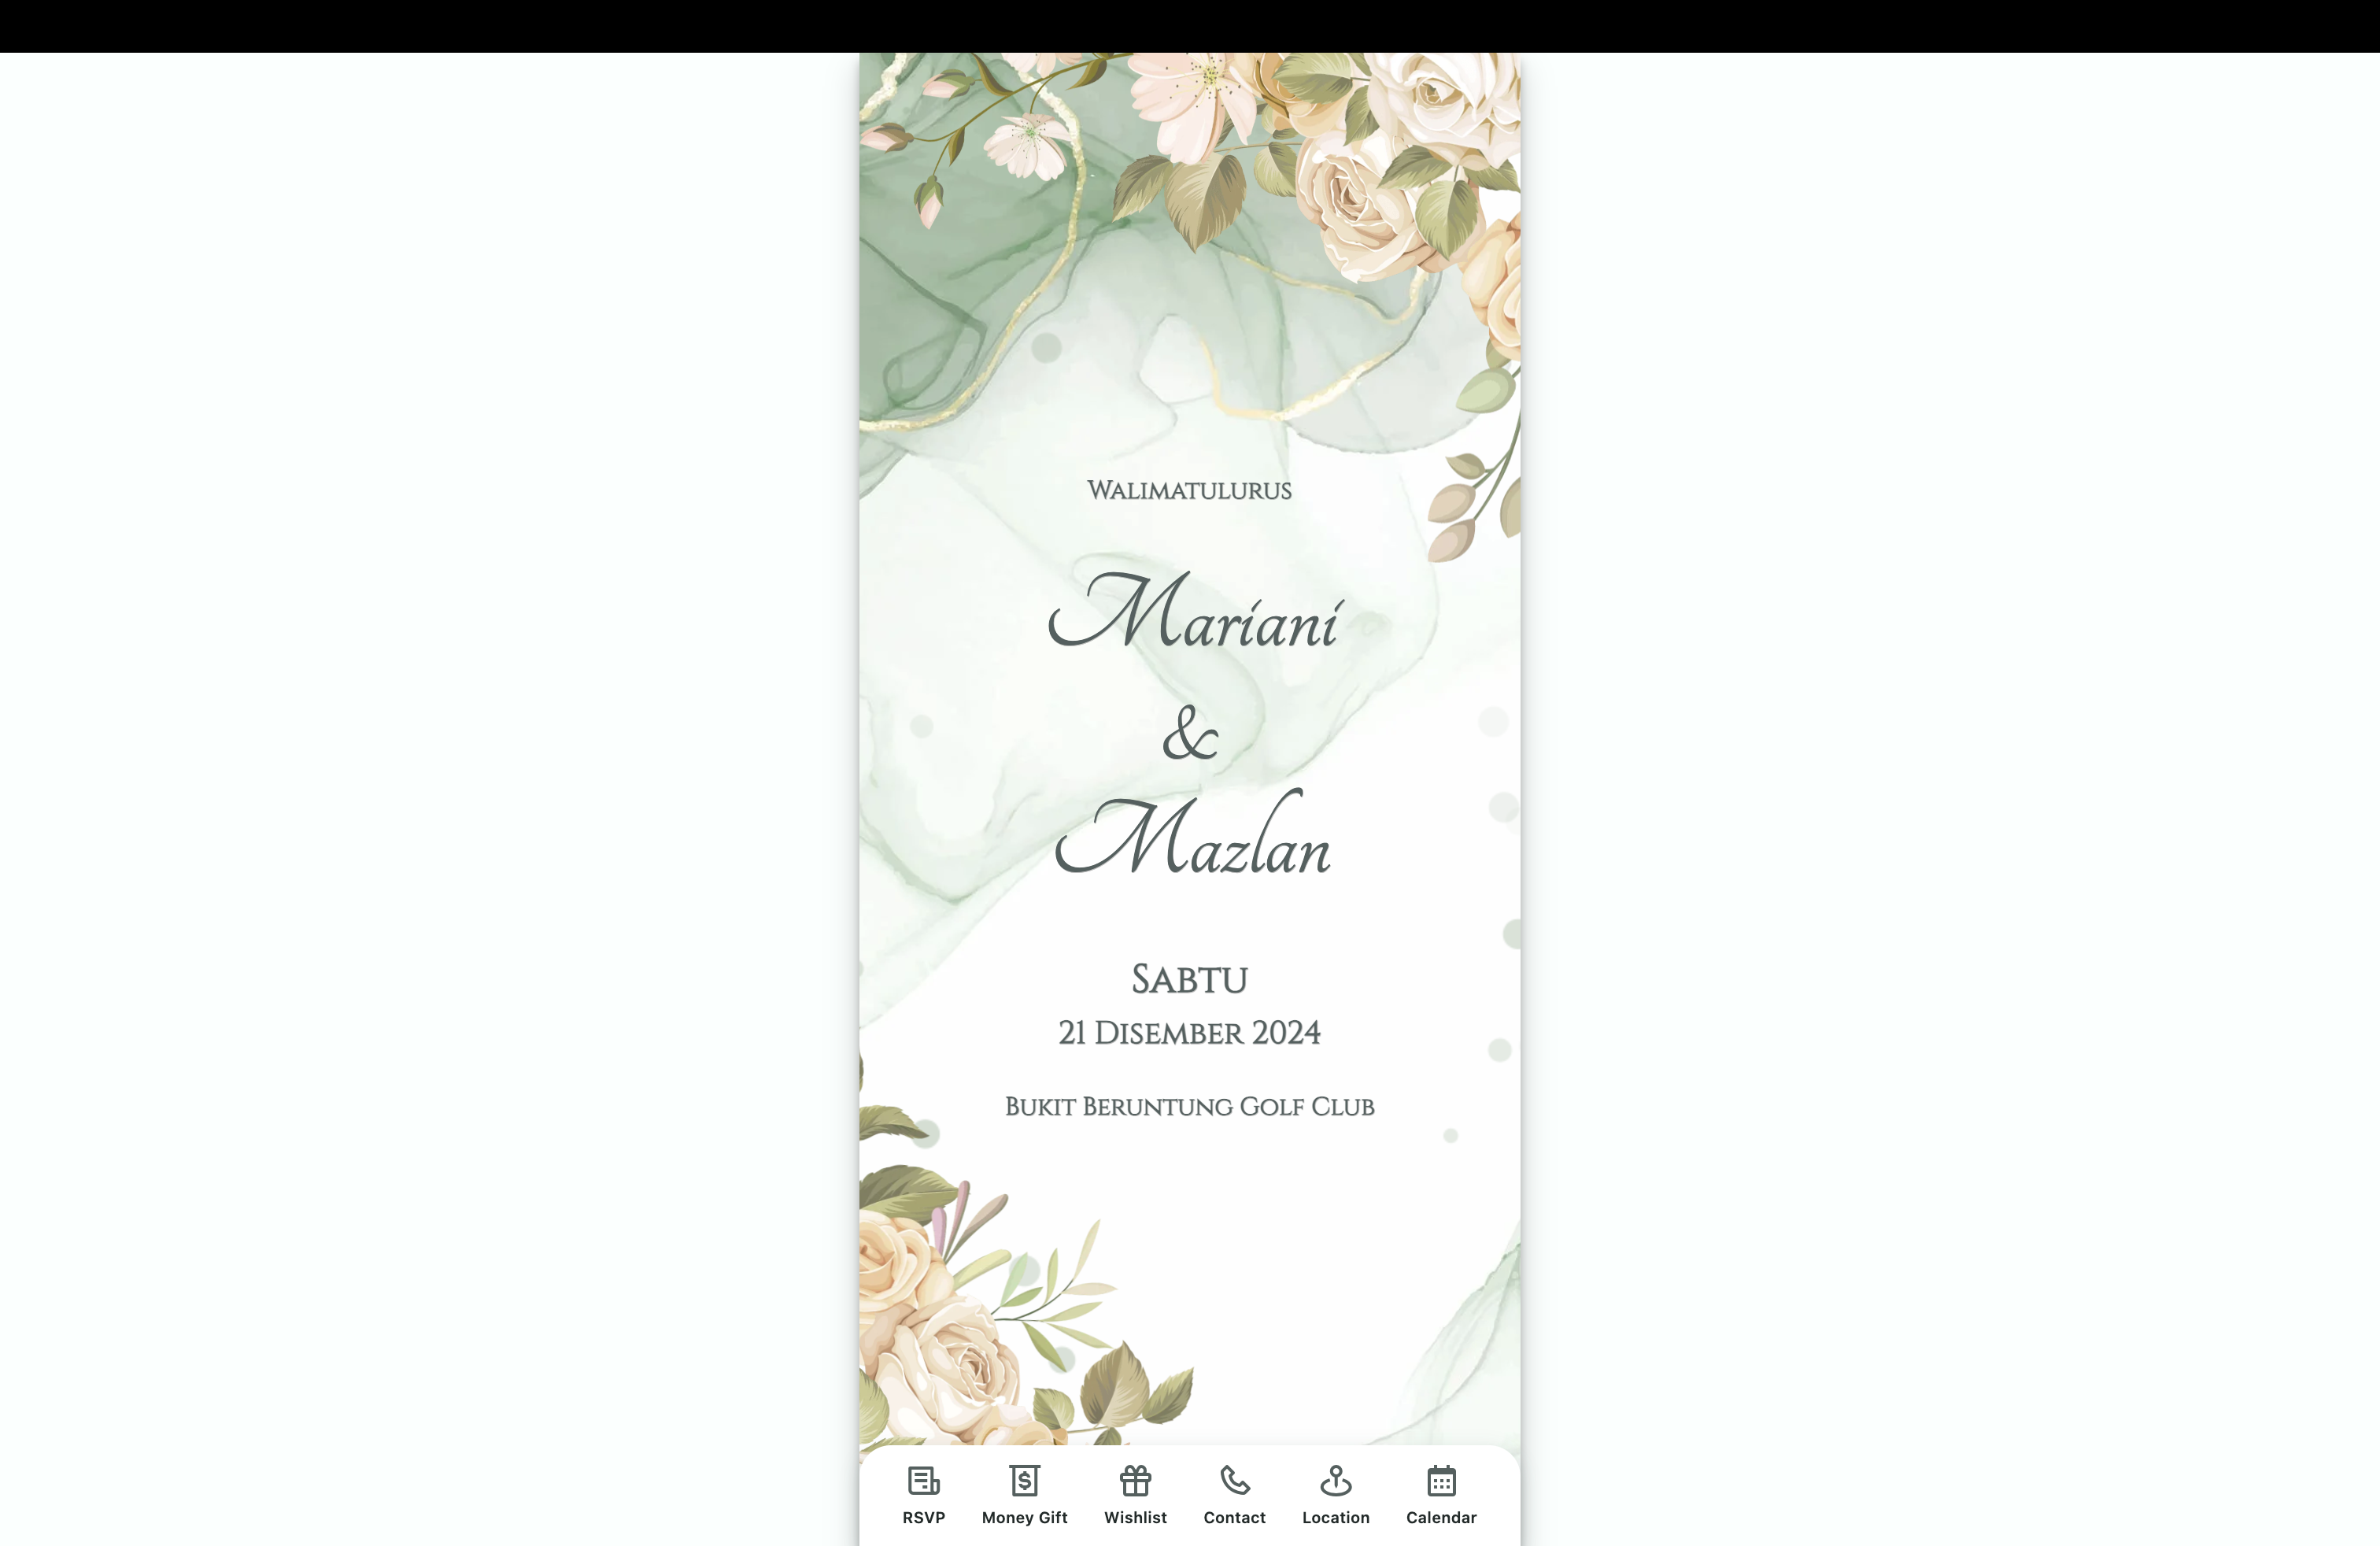 Walimatulurus
Mariani
&
Mazlan
Sabtu
21 Disember 2024
Bukit Beruntung Golf Club
RSVP Money Gift Wishlist Contact Location Calendar